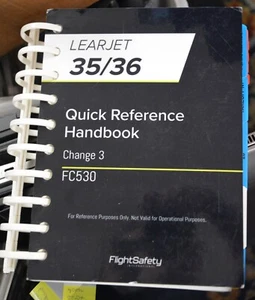 LEARJET
35/36
Quick Reference
Handbook
Change 3
FC530
For Reference Purposes Only. Not Valid for Operational Purposes.
FlightSafety